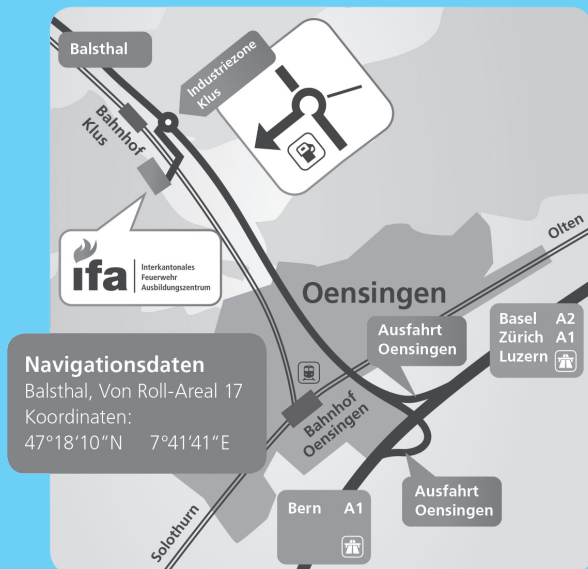 Balsthal
Industriezone
Klus
Bahnhof
Klus
ifa
Interkantonales
Feuerwehr
Ausbildungszentrum
Olten
Oensingen
Basel A2
Zürich A1
Luzern
Ausfahrt
Oensingen
Navigationsdaten
Balsthal, Von Roll-Areal 17
Koordinaten:
47°18‘10“N 7°41‘41“E
Bahnhof
Oensingen
Ausfahrt
Oensingen
Bern A1
Solothurn